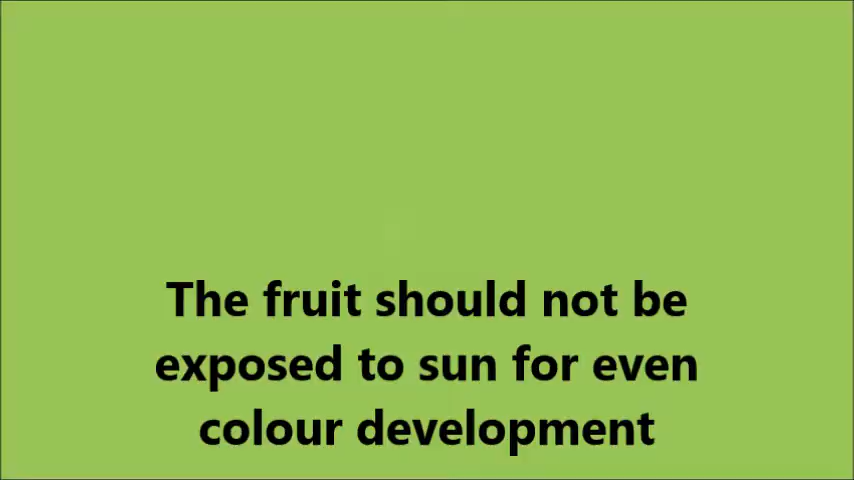 The fruit should not be
exposed to sun for even
colour development